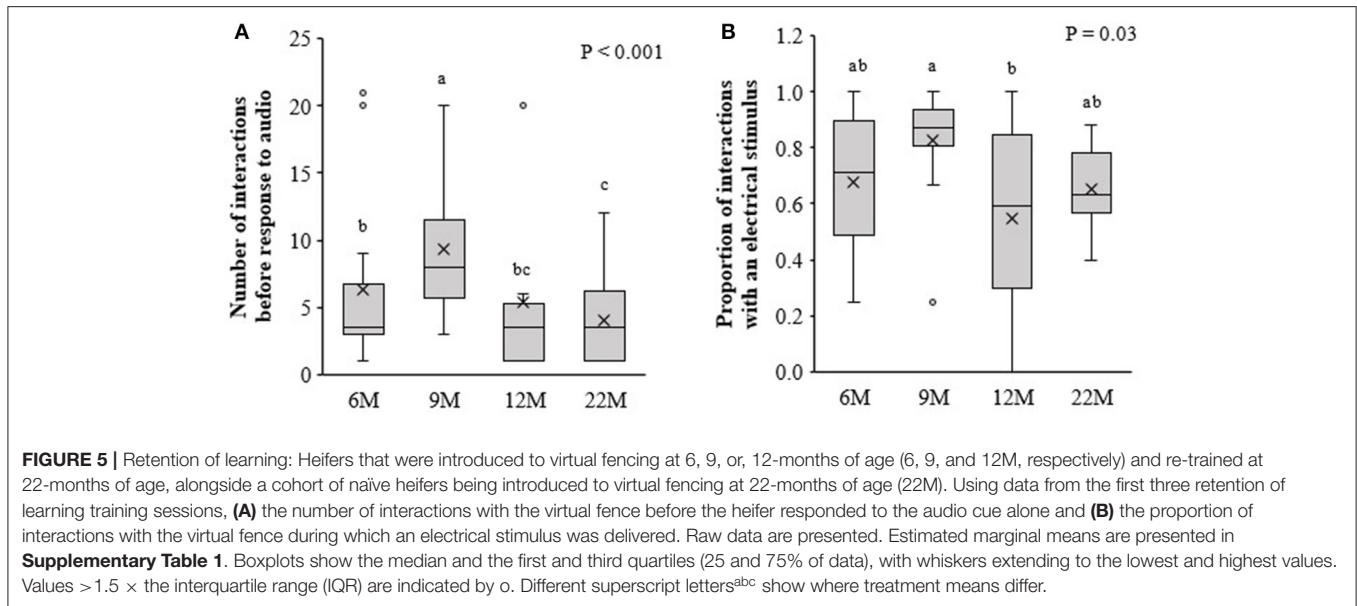 A
P < 0.001
Number of interactions
before response to audio
25
20
15
10
5
0
b
a
bc
c
6M 9M 12M 22M
B
P = 0.03
Proportion of interactions
with an electrical stimulus
1.2
1.0
0.8
0.6
0.4
0.2
0.0
ab
a
b
ab
6M 9M 12M 22M
FIGURE 5 | Retention of learning: Heifers that were introduced to virtual fencing at 6, 9, or, 12-months of age (6, 9, and 12M, respectively) and re-trained at
22-months of age, alongside a cohort of naïve heifers being introduced to virtual fencing at 22-months of age (22M). Using data from the first three retention of
learning training sessions, (A) the number of interactions with the virtual fence before the heifer responded to the audio cue alone and (B) the proportion of
interactions with the virtual fence during which an electrical stimulus was delivered. Raw data are presented. Estimated marginal means are presented in
Supplementary Table 1. Boxplots show the median and the first and third quartiles (25 and 75% of data), with whiskers extending to the lowest and highest values.
Values >1.5 × the interquartile range (IQR) are indicated by o. Different superscript lettersᵃᵇᶜ show where treatment means differ.